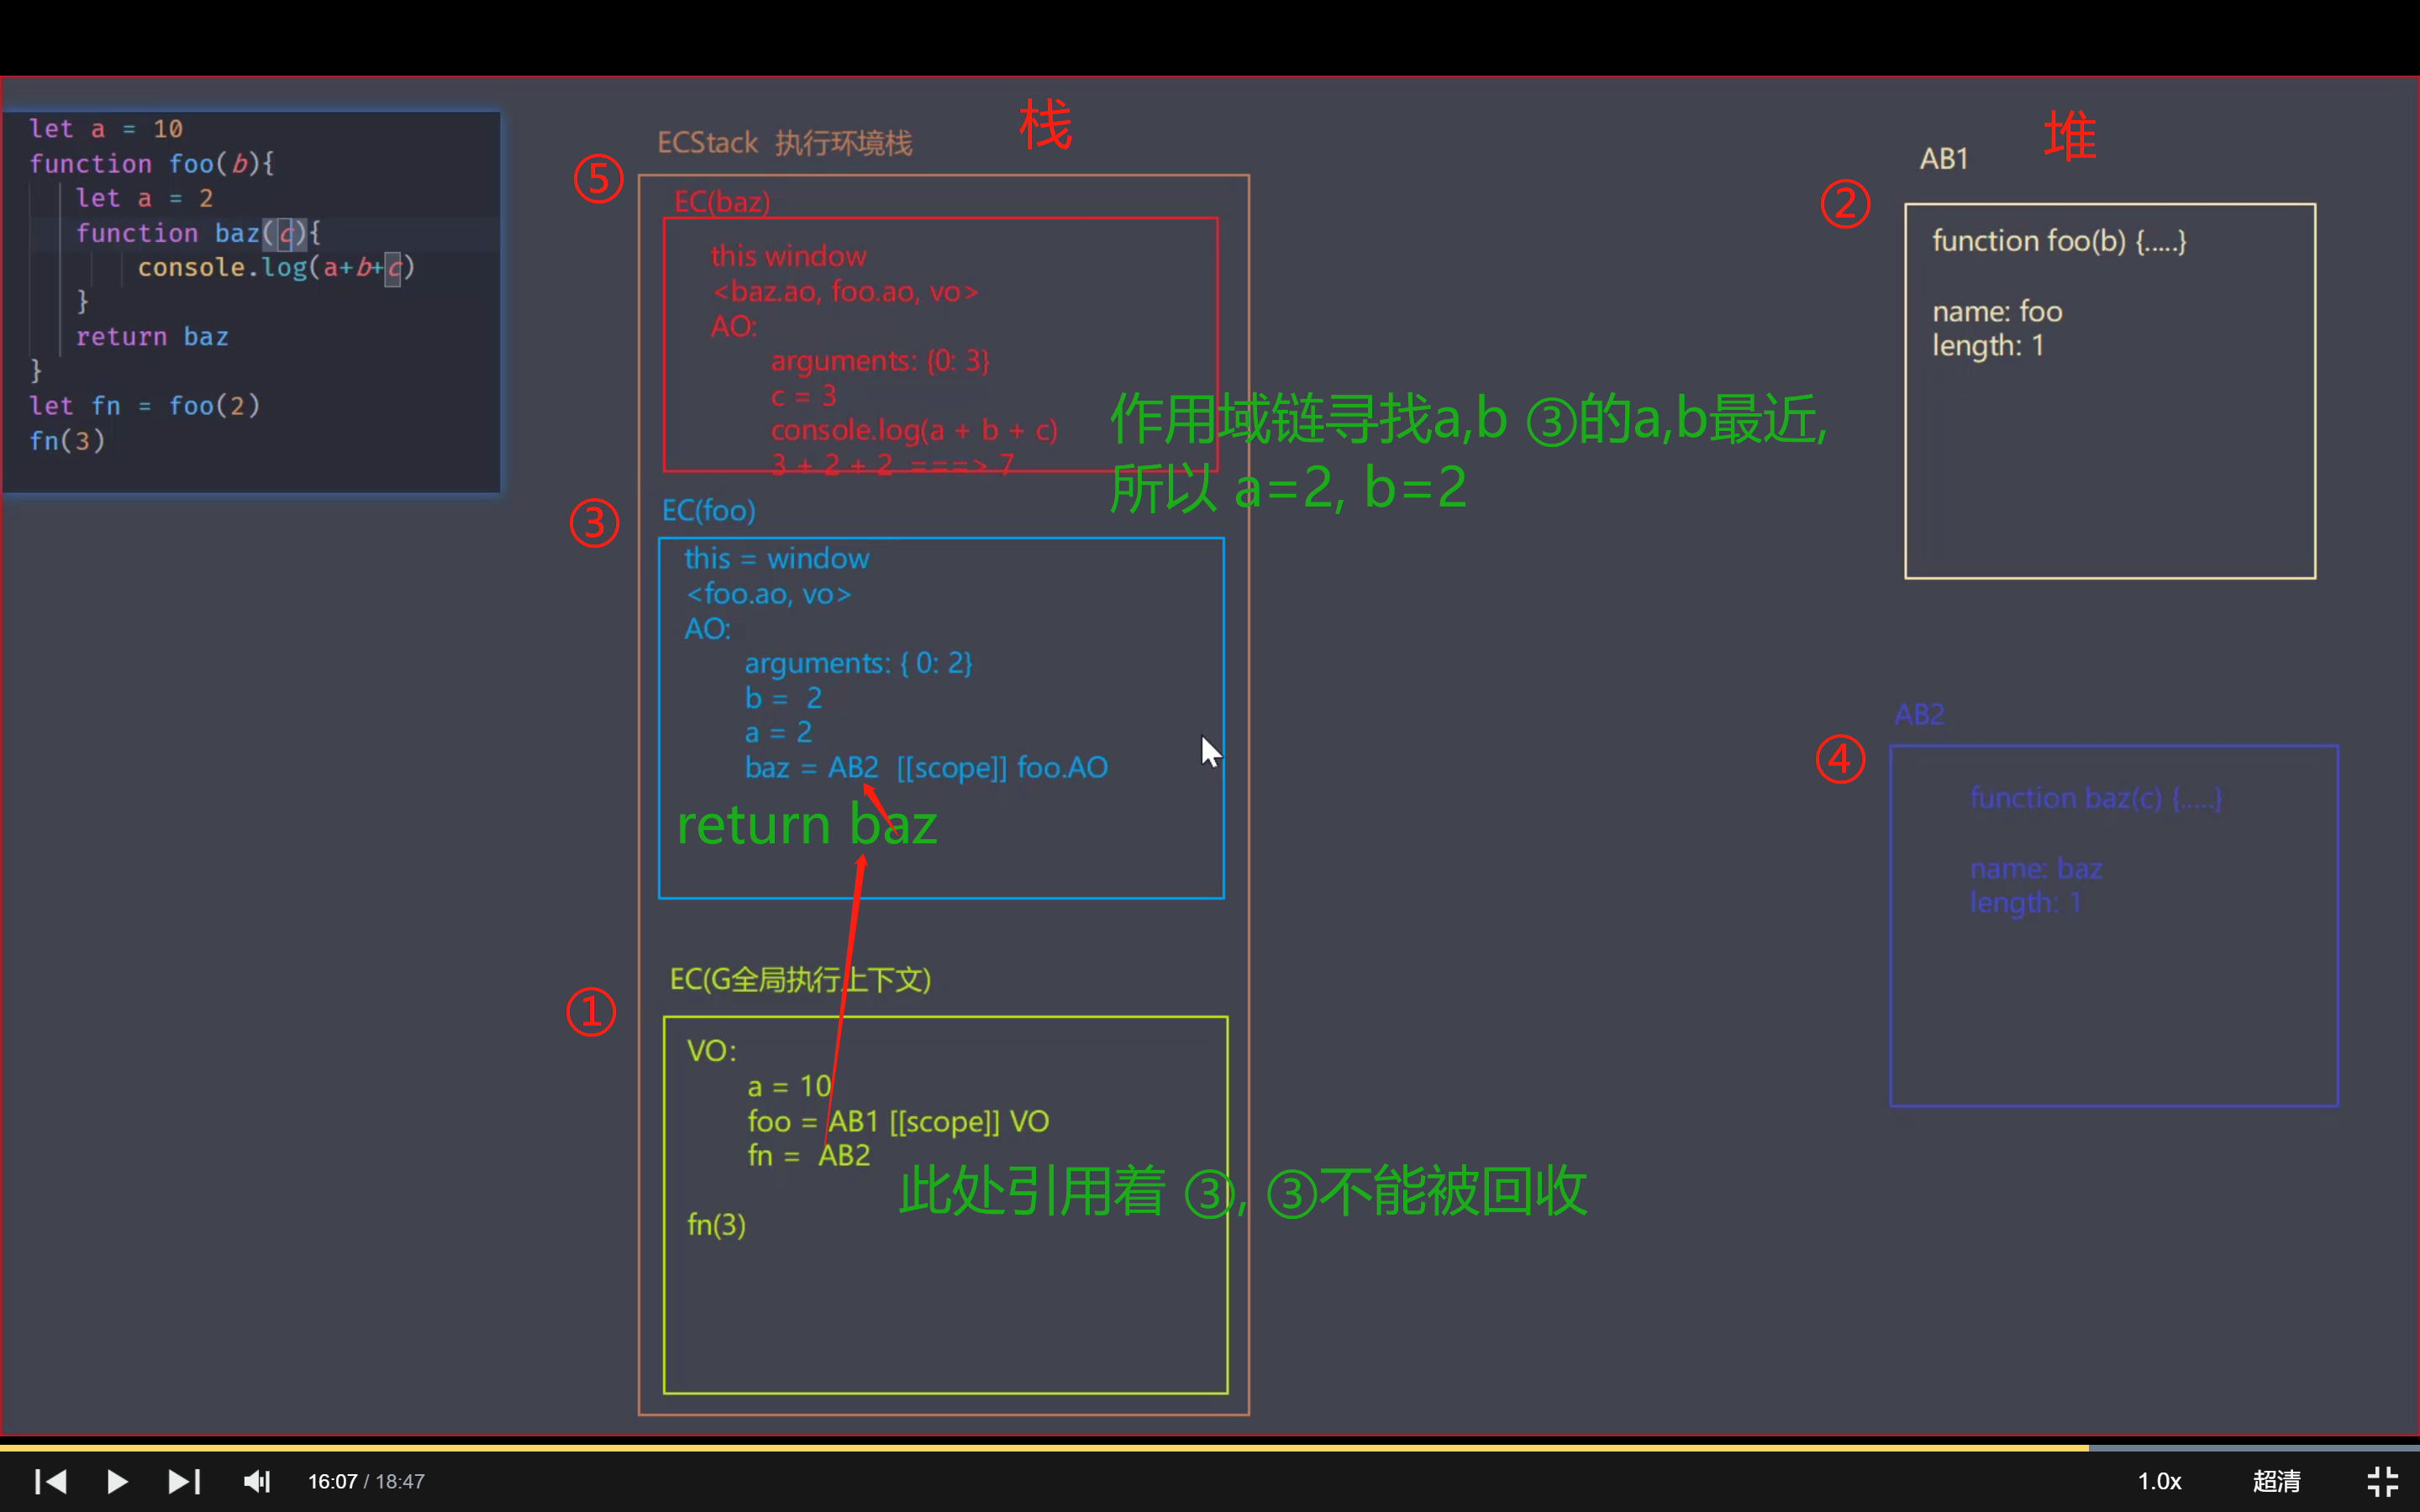 let a = 10
function foo(b){
let a = 2
function baz(c){
console.log(a+b+c)
}
return baz
}
let fn = foo(2)
fn(3)
栈
ECStack 执行环境栈
⑤
EC(baz)
this window
<baz.ao, foo.ao, vo>
AO:
arguments: {0: 3}
c = 3
console.log(a + b + c)
3 + 2 + 2 ===> 7
作用域链寻找a,b ③的a,b最近,
所以 a=2, b=2
③
EC(foo)
this = window
<foo.ao, vo>
AO:
arguments: { 0: 2}
b = 2
a = 2
baz = AB2 [[scope]] foo.AO
return baz
①
EC(G全局执行上下文)
VO:
a = 10
foo = AB1 [[scope]] VO
fn = AB2
此处引用着 ③, ③不能被回收
fn(3)
堆
AB1
②
function foo(b) {.....}
name: foo
length: 1
AB2
④
function baz(c) {.....}
name: baz
length: 1
16:07 / 18:47
1.0x
超清